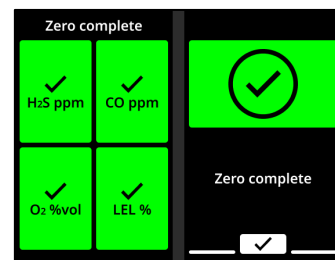 Zero complete
H2S ppm
CO ppm
O2 %vol
LEL %
Zero complete